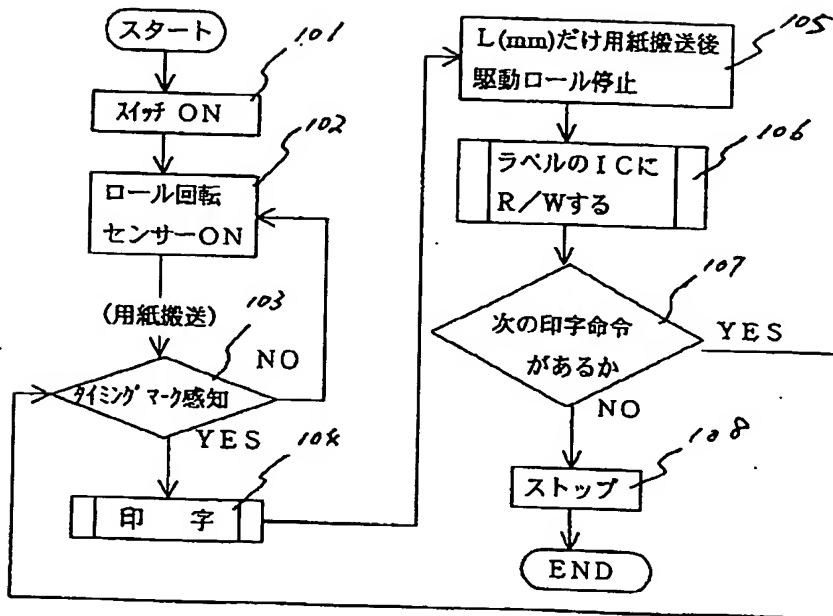 スタート
101
スイッチ ON
102
ロール回転
センサーON
(用紙搬送)
103
NO
タイミングマーク感知
YES
104
印 字
L(mm)だけ用紙搬送後
駆動ロール停止
105
106
ラベルのICに
R/Wする
107
次の印字命令
があるか
YES
NO
108
ストップ
END